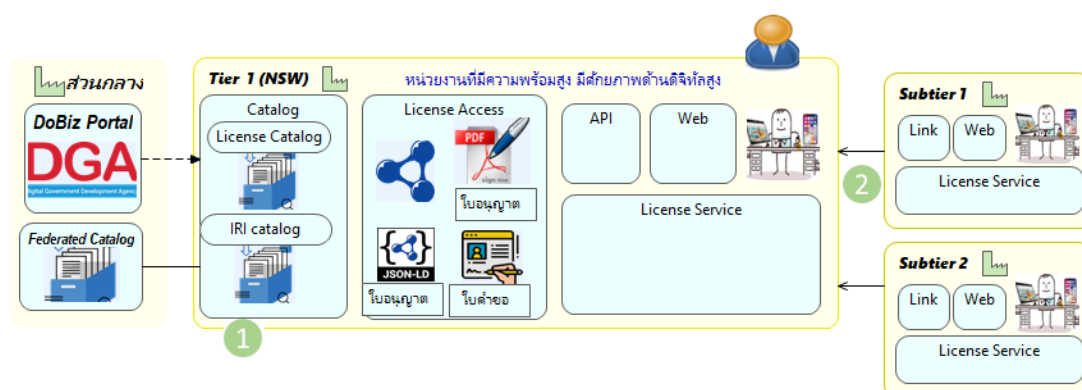 ส่วนกลาง
DoBiz Portal
DGA
igital Government Development Agenc
Federated Catalog
Tier 1 (NSW)
หน่วยงานที่มีความพร้อมสูง มีศักยภาพด้านดิจิทัลสูง
Catalog
License Catalog
IRI catalog
1
License Access
PDF
sign me
ใบอนุญาต
JSON-LD
ใบอนุญาต
ใบคำขอ
API
Web
License Service
2
Subtier 1
Link
Web
License Service
Subtier 2
Link
Web
License Service